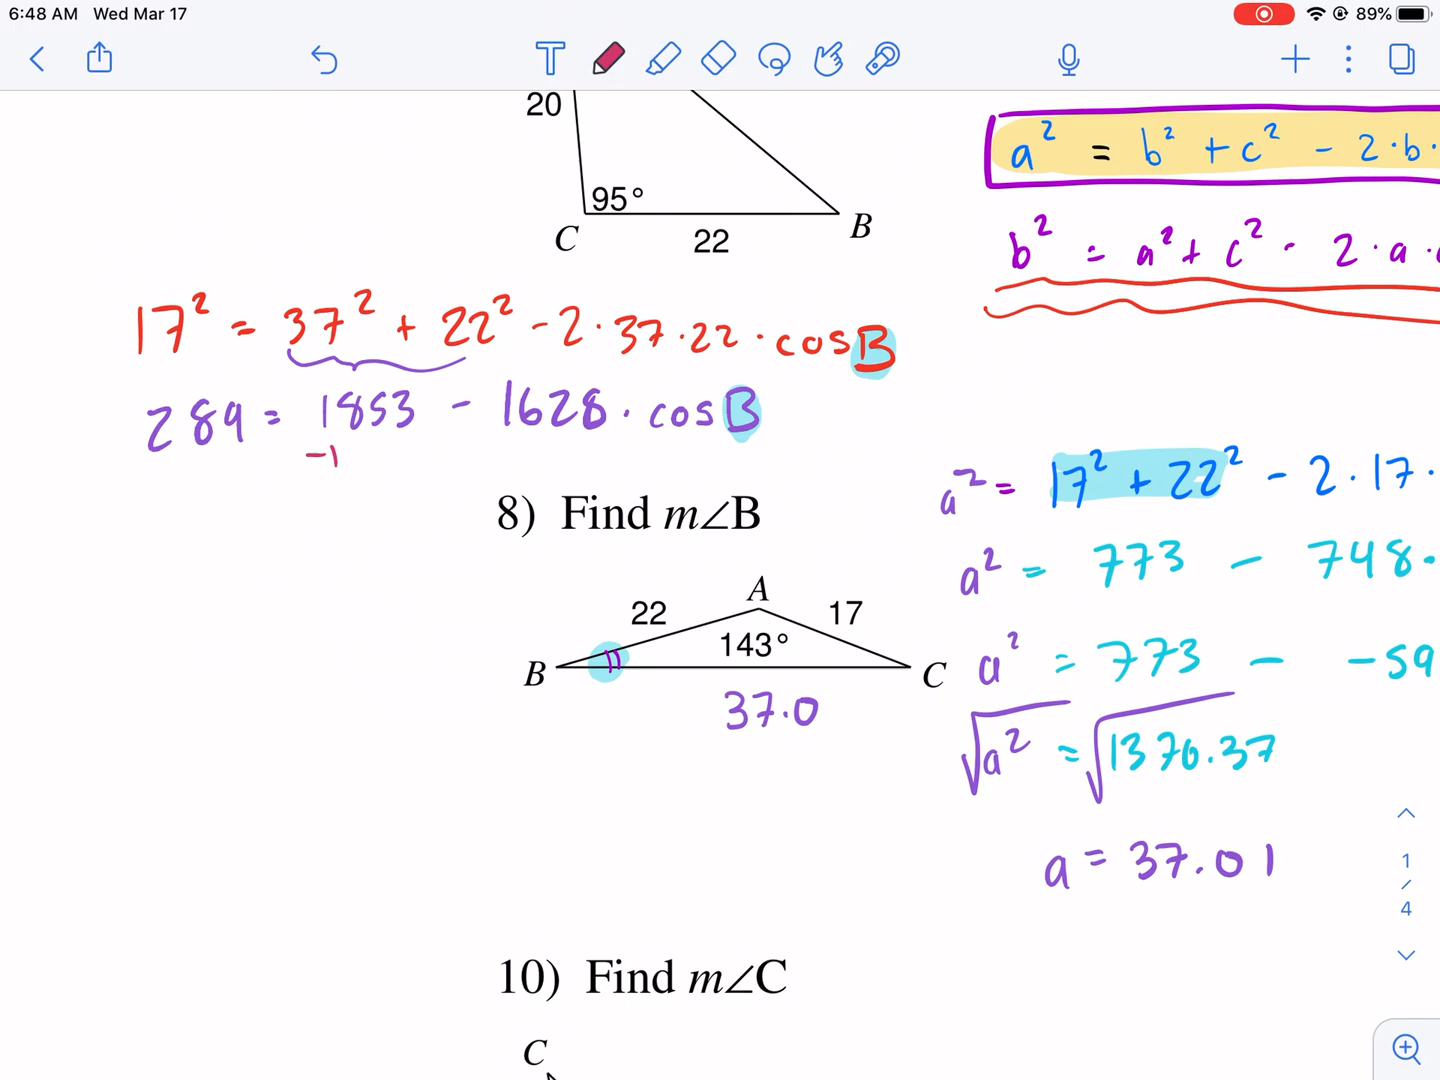 6:48 AM Wed Mar 17
89%
20
95°
C
22
B
a² = b² + c² - 2·b·
b² = a² + c² - 2·a·
17² = 37² + 22² - 2·37·22·cosB
289 = 1853 - 1628·cosB
-1
8) Find m∠B
A
22
17
143°
B
C
37.0
a² = 17² + 22² - 2·17·
a² = 773 - 748·
a² = 773 - -59
√a² = √1370.37
a = 37.01
1
/
4
10) Find m∠C
C